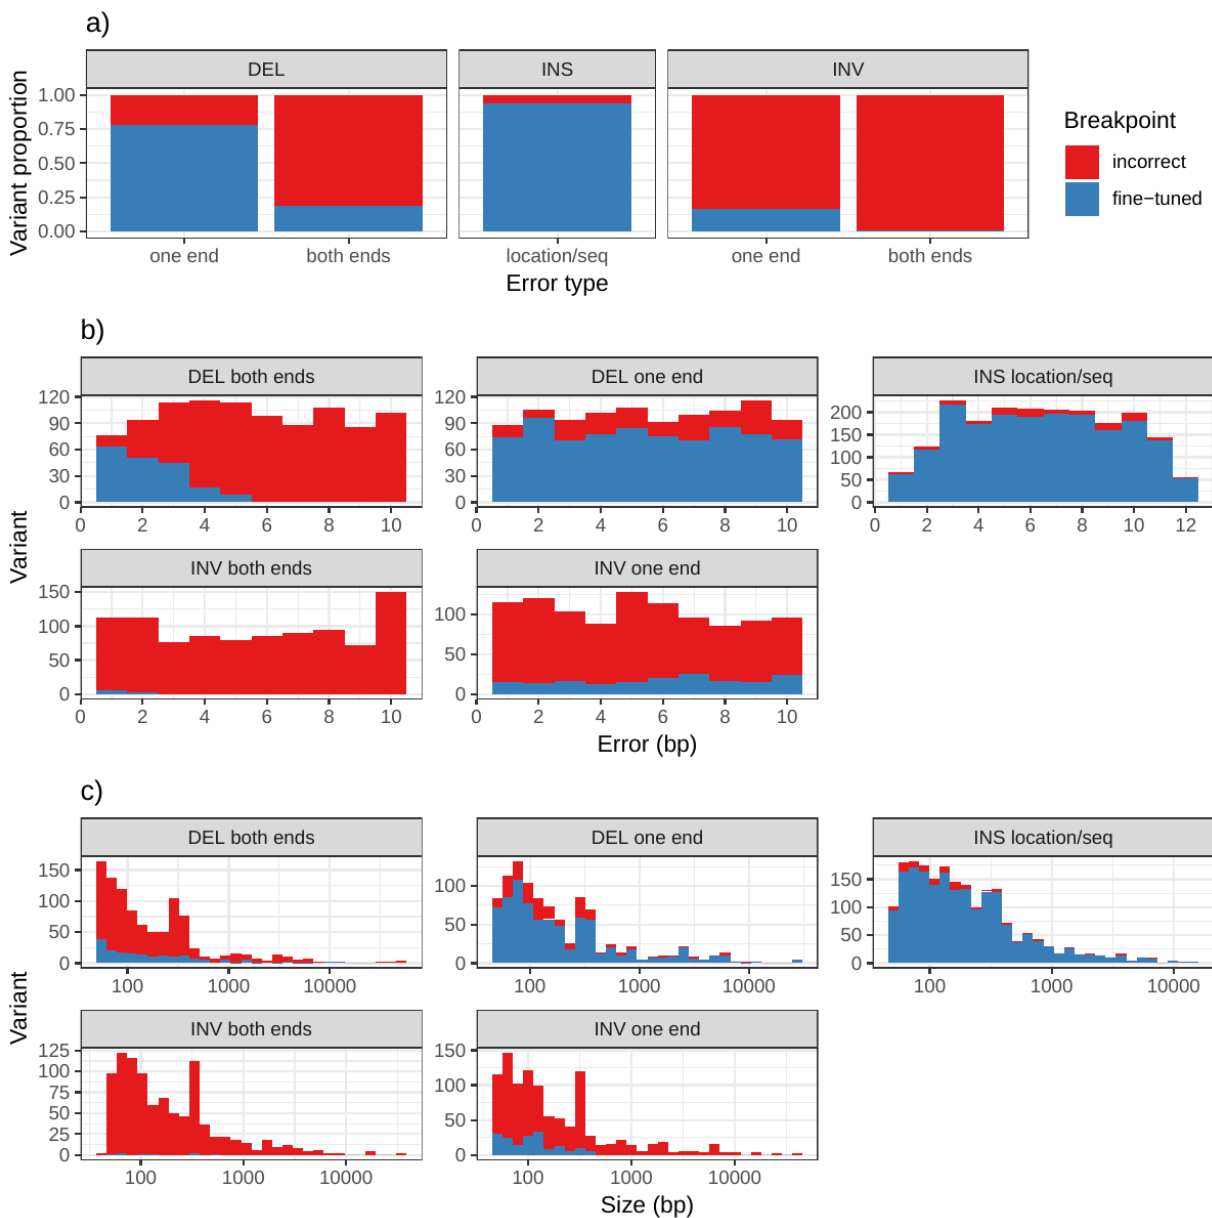 a)
DEL INS INV
Variant proportion
1.00
0.75
0.50
0.25
0.00
one end both ends location/seq one end both ends
Error type
Breakpoint
incorrect
fine−tuned
b)
DEL both ends DEL one end INS location/seq
120
90
60
30
0
0 2 4 6 8 10
120
90
60
30
0
0 2 4 6 8 10
200
150
100
50
0
0 2 4 6 8 10 12
Variant
INV both ends INV one end
150
100
50
0
0 2 4 6 8 10
100
50
0
0 2 4 6 8 10
Error (bp)
c)
DEL both ends DEL one end INS location/seq
150
100
50
0
100 1000 10000
100
50
0
100 1000 10000
150
100
50
0
100 1000 10000
Variant
INV both ends INV one end
125
100
75
50
25
0
100 1000 10000
150
100
50
0
100 1000 10000
Size (bp)